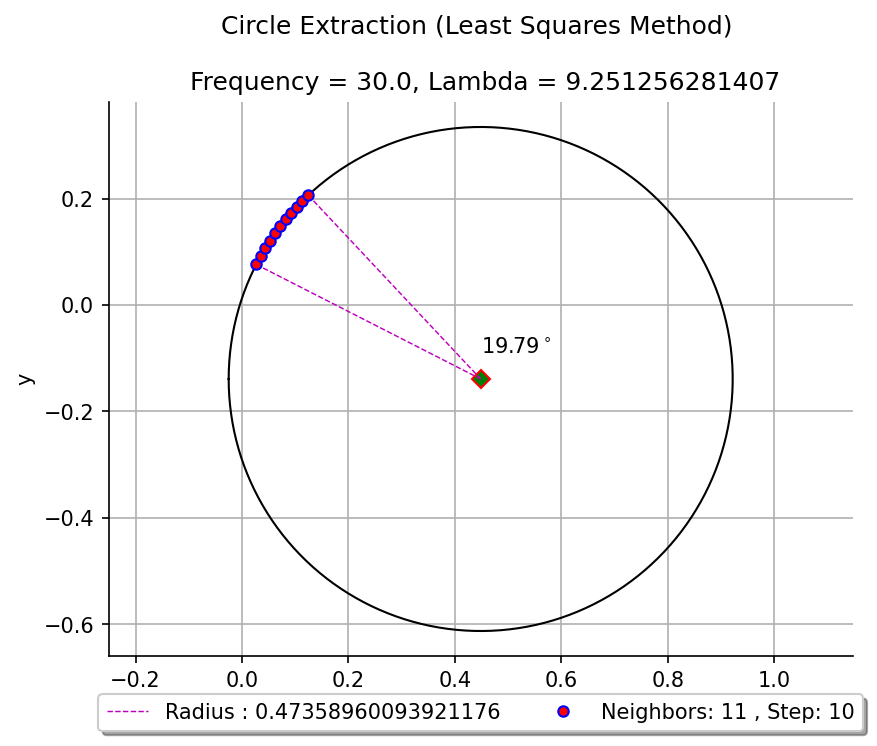 Circle Extraction (Least Squares Method)
Frequency = 30.0, Lambda = 9.251256281407
0.2
0.0
−0.2
−0.4
−0.6
y
19.79°
−0.2 0.0 0.2 0.4 0.6 0.8 1.0
Radius : 0.47358960093921176 Neighbors: 11 , Step: 10